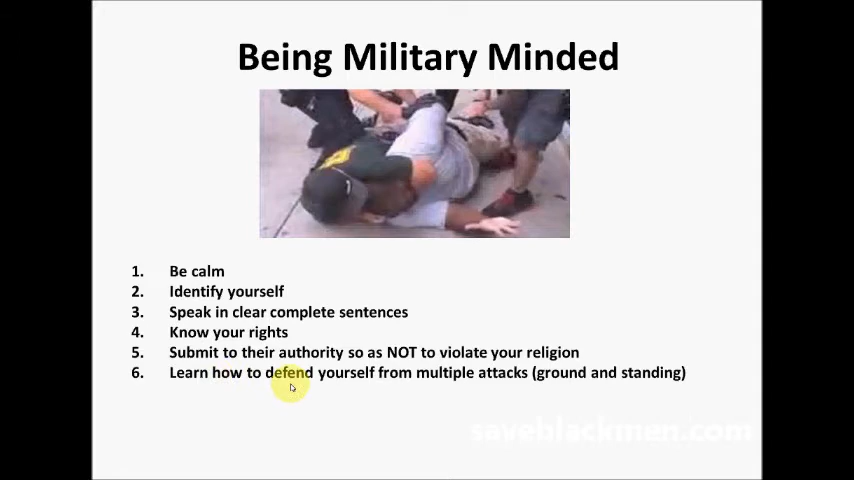 Being Military Minded
1. Be calm
2. Identify yourself
3. Speak in clear complete sentences
4. Know your rights
5. Submit to their authority so as NOT to violate your religion
6. Learn how to defend yourself from multiple attacks (ground and standing)
saveblackmen.com